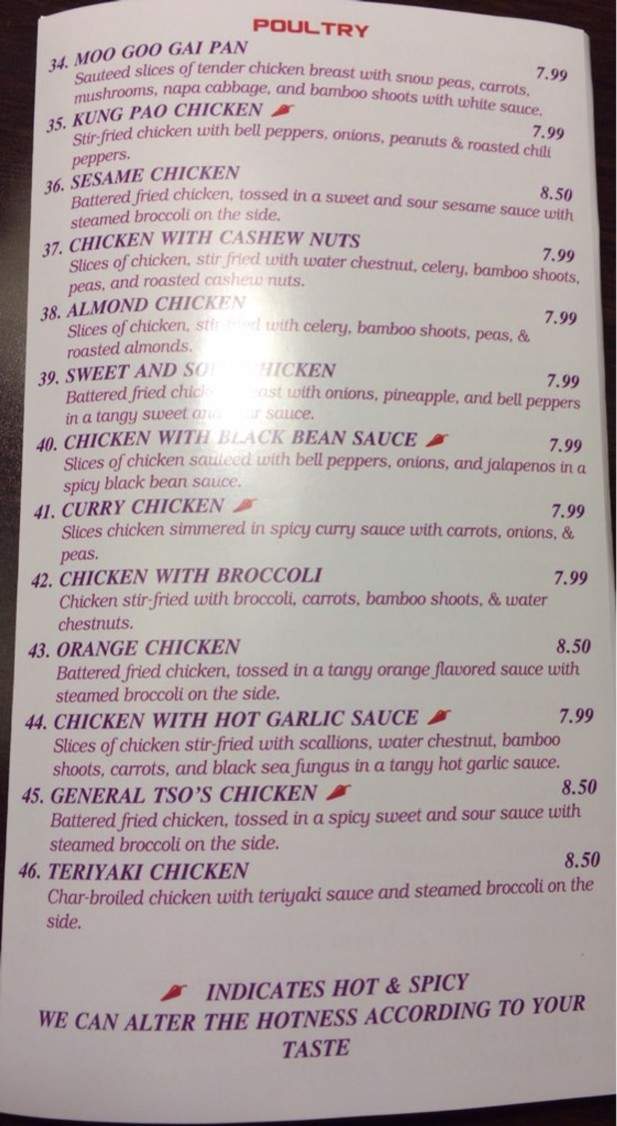 POULTRY
34. MOO GOO GAI PAN 7.99
Sauteed slices of tender chicken breast with snow peas, carrots,
mushrooms, napa cabbage, and bamboo shoots with white sauce.
35. KUNG PAO CHICKEN 7.99
Stir-fried chicken with bell peppers, onions, peanuts & roasted chili
peppers.
36. SESAME CHICKEN 8.50
Battered fried chicken, tossed in a sweet and sour sesame sauce with
steamed broccoli on the side.
37. CHICKEN WITH CASHEW NUTS 7.99
Slices of chicken, stir fried with water chestnut, celery, bamboo shoots,
peas, and roasted cashew nuts.
38. ALMOND CHICKEN 7.99
Slices of chicken, stir fried with celery, bamboo shoots, peas, &
roasted almonds.
39. SWEET AND SOUR CHICKEN 7.99
Battered fried chicken breast with onions, pineapple, and bell peppers
in a tangy sweet and sour sauce.
40. CHICKEN WITH BLACK BEAN SAUCE 7.99
Slices of chicken sauteed with bell peppers, onions, and jalapenos in a
spicy black bean sauce.
41. CURRY CHICKEN 7.99
Slices chicken simmered in spicy curry sauce with carrots, onions, &
peas.
42. CHICKEN WITH BROCCOLI 7.99
Chicken stir-fried with broccoli, carrots, bamboo shoots, & water
chestnuts.
43. ORANGE CHICKEN 8.50
Battered fried chicken, tossed in a tangy orange flavored sauce with
steamed broccoli on the side.
44. CHICKEN WITH HOT GARLIC SAUCE 7.99
Slices of chicken stir-fried with scallions, water chestnut, bamboo
shoots, carrots, and black sea fungus in a tangy hot garlic sauce.
45. GENERAL TSO'S CHICKEN 8.50
Battered fried chicken, tossed in a spicy sweet and sour sauce with
steamed broccoli on the side.
46. TERIYAKI CHICKEN 8.50
Char-broiled chicken with teriyaki sauce and steamed broccoli on the
side.
INDICATES HOT & SPICY
WE CAN ALTER THE HOTNESS ACCORDING TO YOUR
TASTE